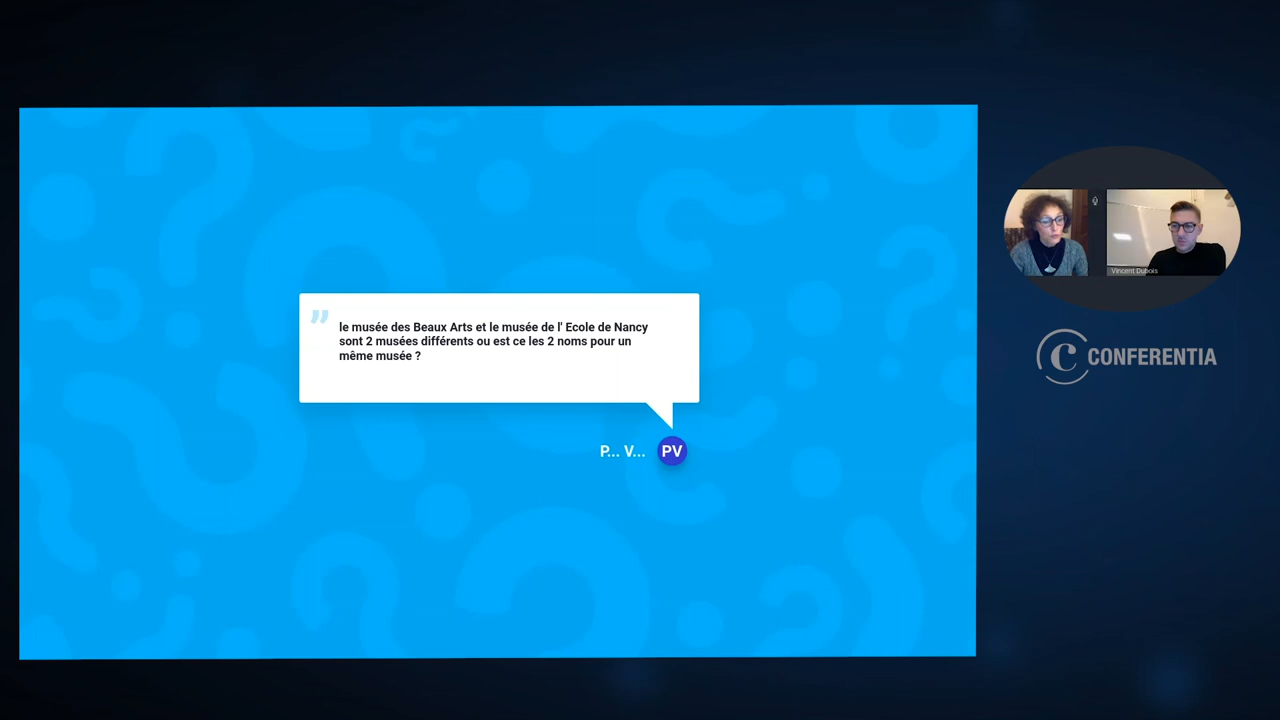 le musée des Beaux Arts et le musée de l' Ecole de Nancy
sont 2 musées différents ou est ce les 2 noms pour un
même musée ?
P... V...
PV
Vincent Dubois
CONFERENTIA